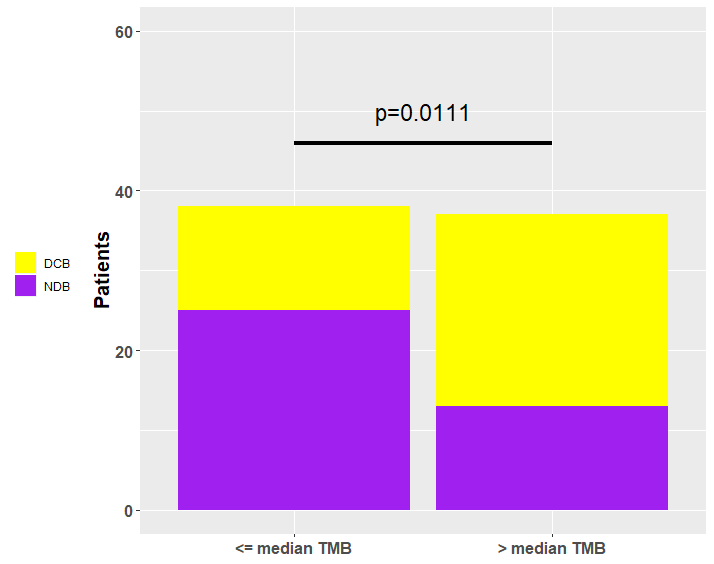 60
p=0.0111
40
DCB
NDB
Patients
20
0
<= median TMB
> median TMB